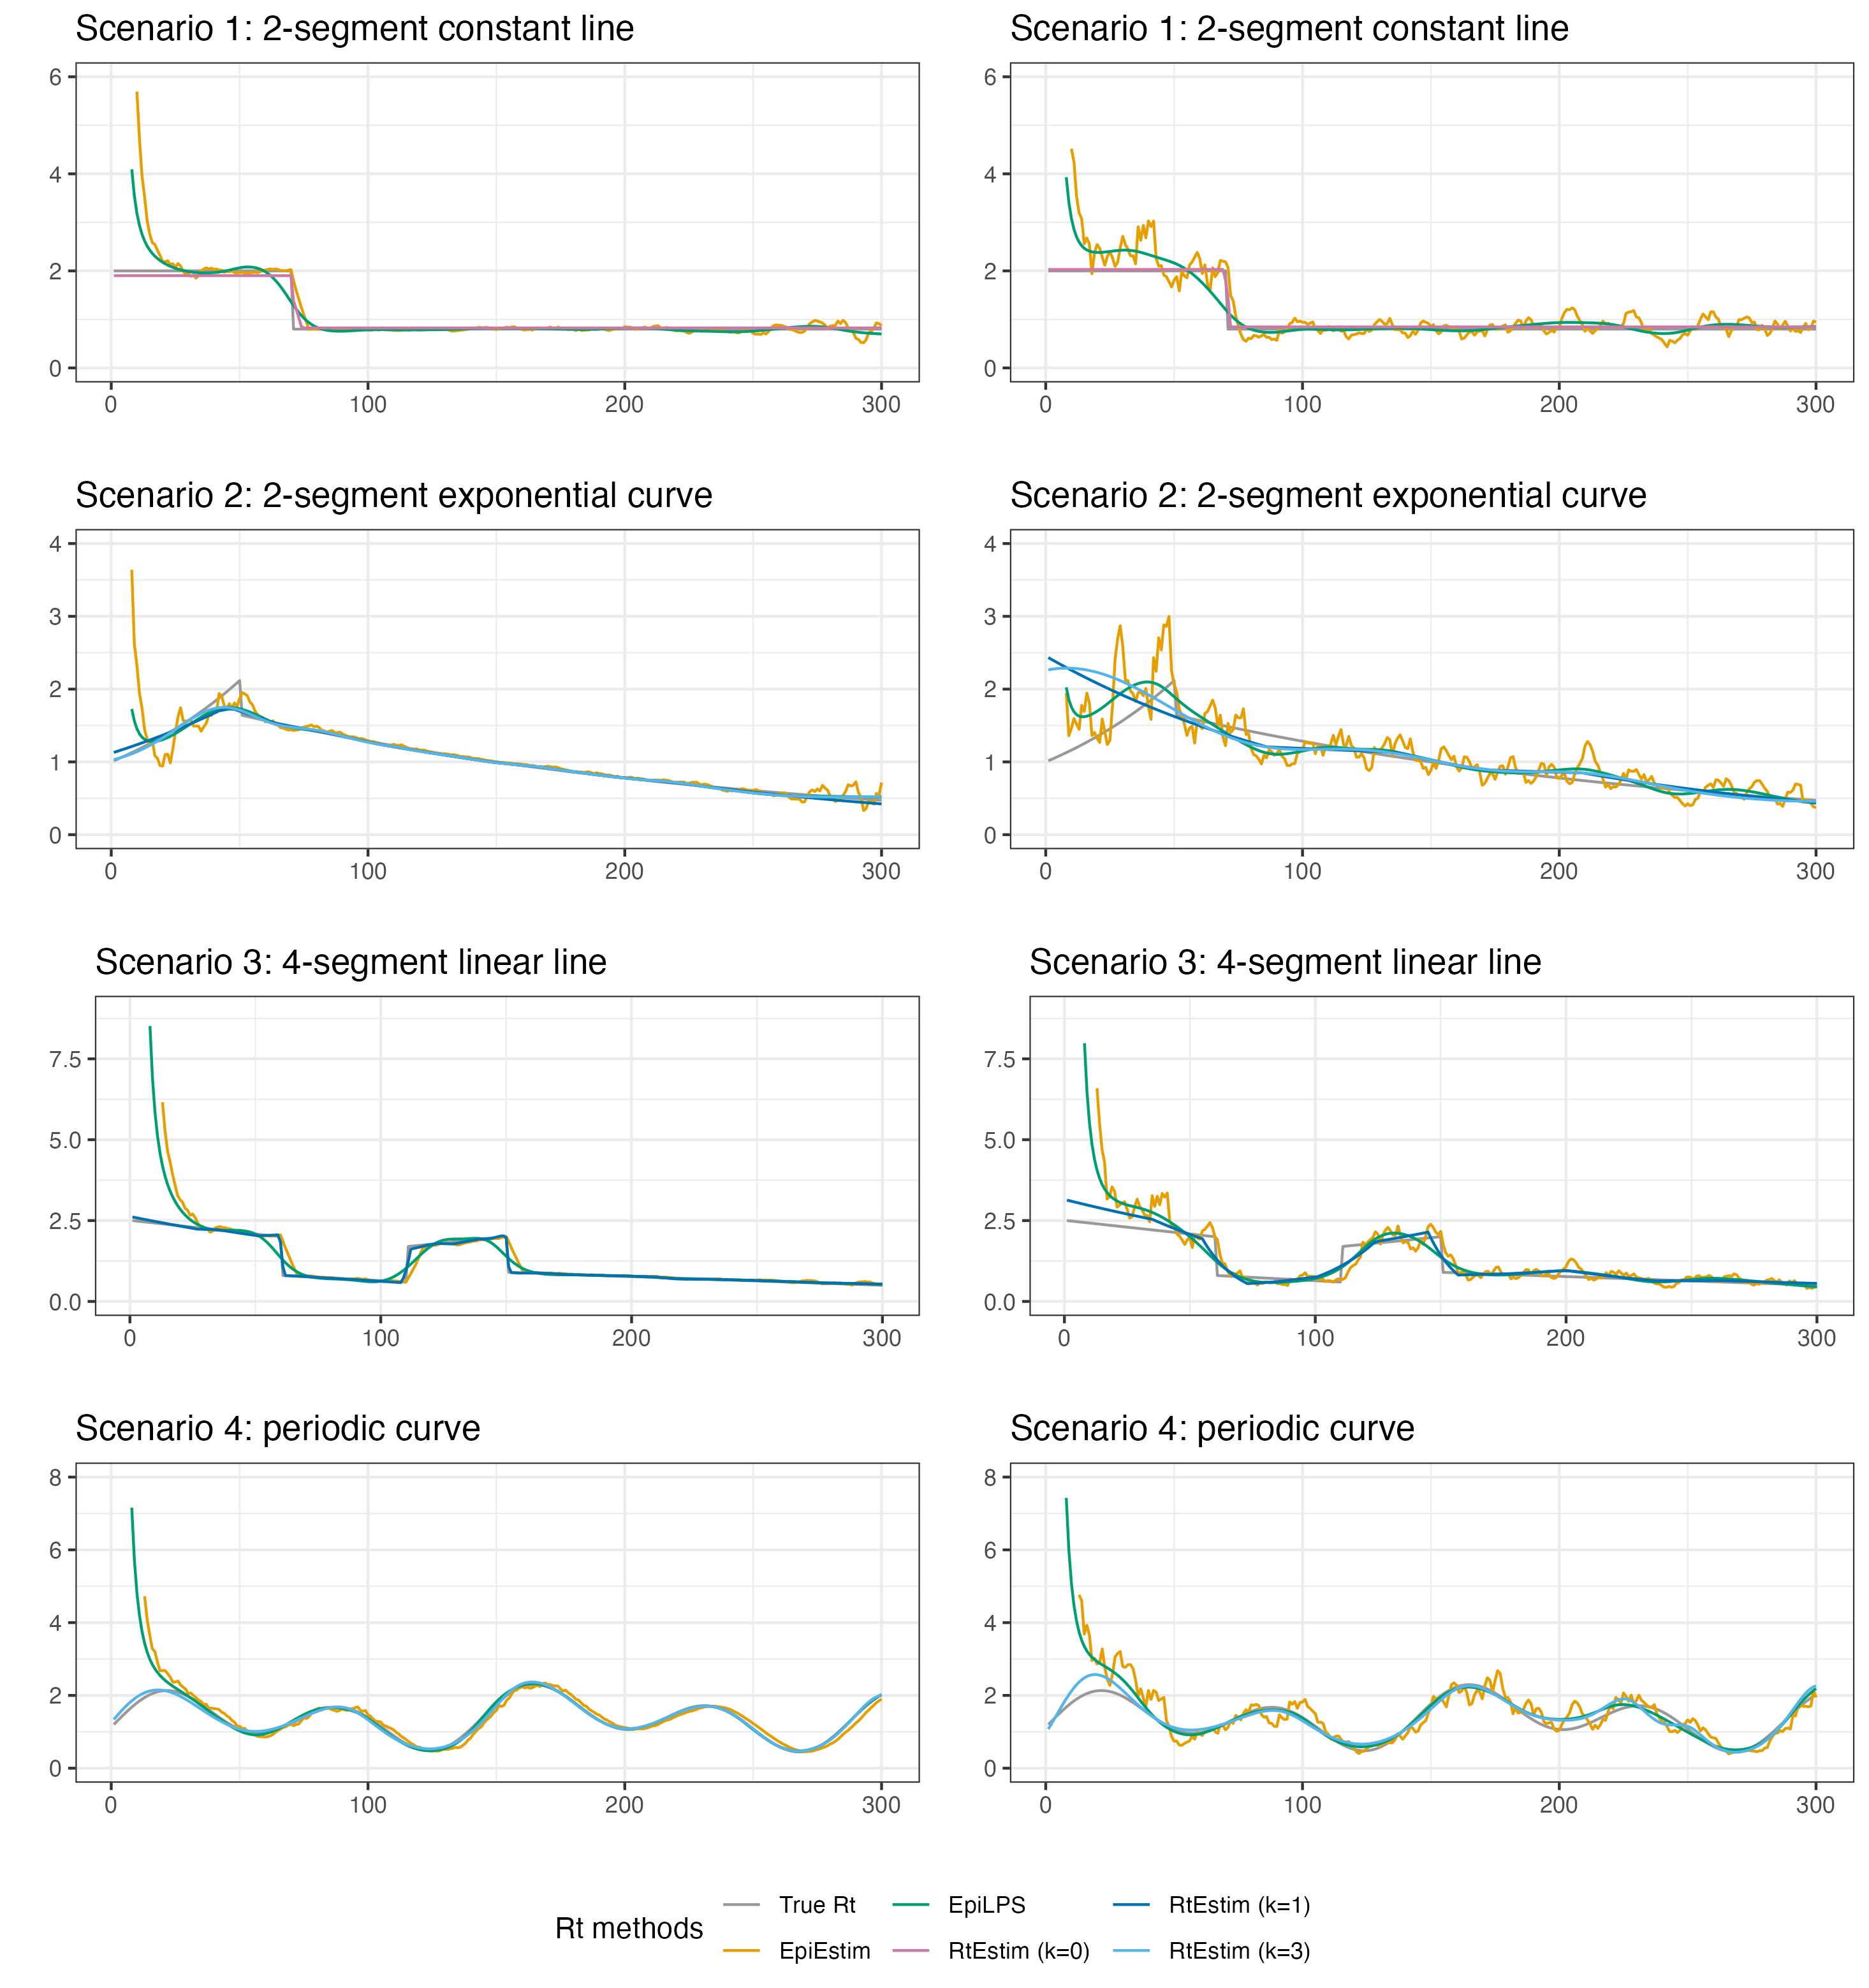 Scenario 1: 2-segment constant line
6
4
2
0
0 100 200 300
Scenario 1: 2-segment constant line
6
4
2
0
0 100 200 300
Scenario 2: 2-segment exponential curve
4
3
2
1
0
0 100 200 300
Scenario 2: 2-segment exponential curve
4
3
2
1
0
0 100 200 300
Scenario 3: 4-segment linear line
7.5
5.0
2.5
0.0
0 100 200 300
Scenario 3: 4-segment linear line
7.5
5.0
2.5
0.0
0 100 200 300
Scenario 4: periodic curve
8
6
4
2
0
0 100 200 300
Scenario 4: periodic curve
8
6
4
2
0
0 100 200 300
Rt methods
True Rt EpiLPS RtEstim (k=1)
EpiEstim RtEstim (k=0) RtEstim (k=3)